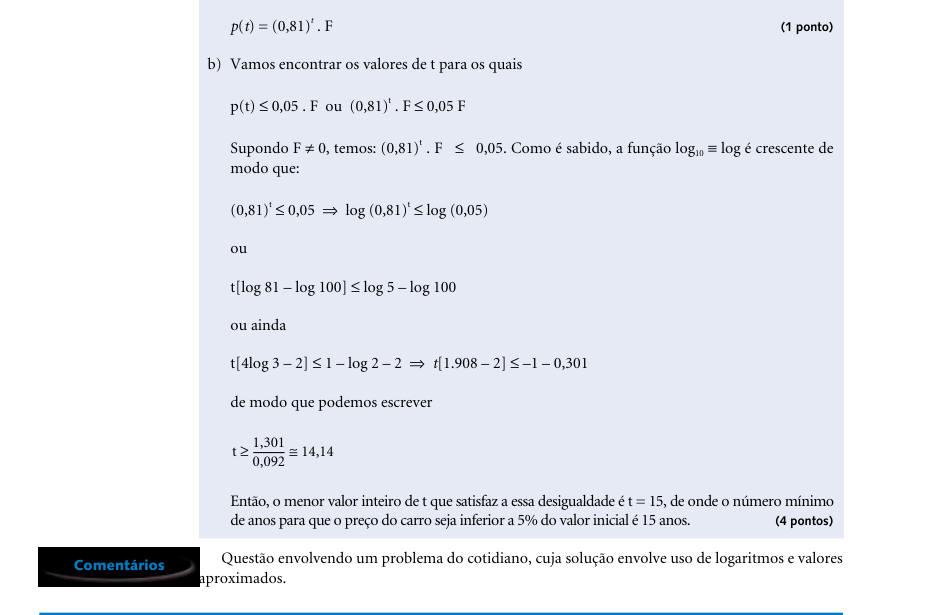 p(t) = (0,81)ᵗ . F (1 ponto)
b) Vamos encontrar os valores de t para os quais
p(t) ≤ 0,05 . F ou (0,81)ᵗ . F ≤ 0,05 F
Supondo F ≠ 0, temos: (0,81)ᵗ . F ≤ 0,05. Como é sabido, a função log₁₀ ≡ log é crescente de
modo que:
(0,81)ᵗ ≤ 0,05 ⇒ log (0,81)ᵗ ≤ log (0,05)
ou
t[log 81 – log 100] ≤ log 5 – log 100
ou ainda
t[4log 3 – 2] ≤ 1 – log 2 – 2 ⇒ t[1.908 – 2] ≤ –1 – 0,301
de modo que podemos escrever
t ≥ 1,301/0,092 ≅ 14,14
Então, o menor valor inteiro de t que satisfaz a essa desigualdade é t = 15, de onde o número mínimo
de anos para que o preço do carro seja inferior a 5% do valor inicial é 15 anos. (4 pontos)
Comentários
Questão envolvendo um problema do cotidiano, cuja solução envolve uso de logaritmos e valores
aproximados.